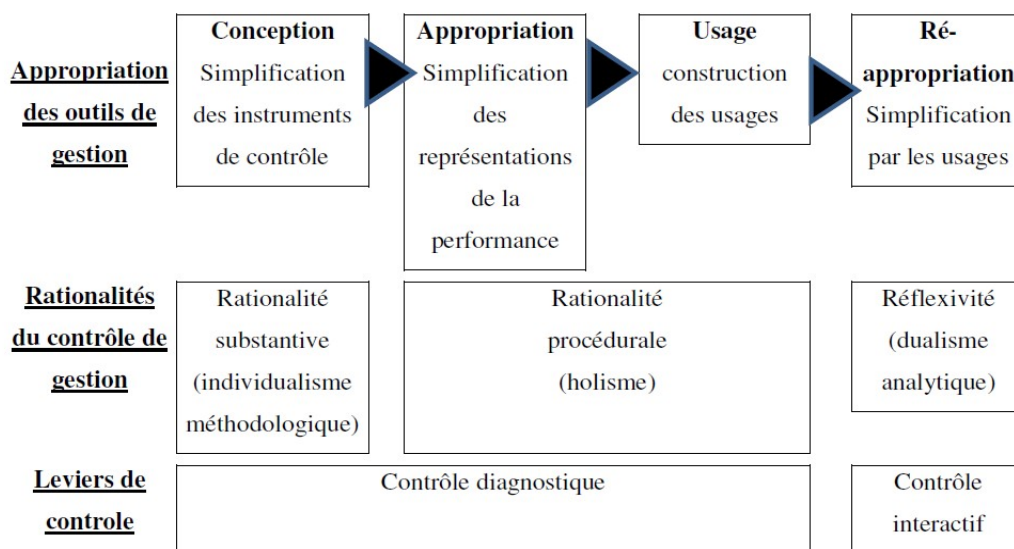 Appropriation
des outils de
gestion
Conception
Simplification
des instruments
de contrôle
Appropriation
Simplification
des
représentations
de la
performance
Usage
construction
des usages
Ré-
appropriation
Simplification
par les usages
Rationalités
du contrôle de
gestion
Rationalité
substantive
(individualisme
méthodologique)
Rationalité
procédurale
(holisme)
Réflexivité
(dualisme
analytique)
Leviers de
controle
Contrôle diagnostique
Contrôle
interactif